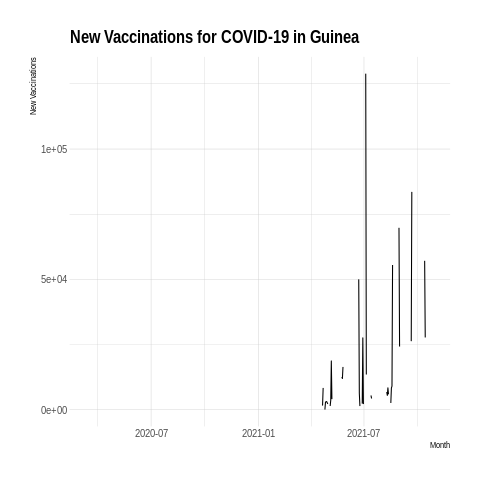 New Vaccinations for COVID-19 in Guinea
New Vaccinations
1e+05
5e+04
0e+00
2020-07
2021-01
2021-07
Month